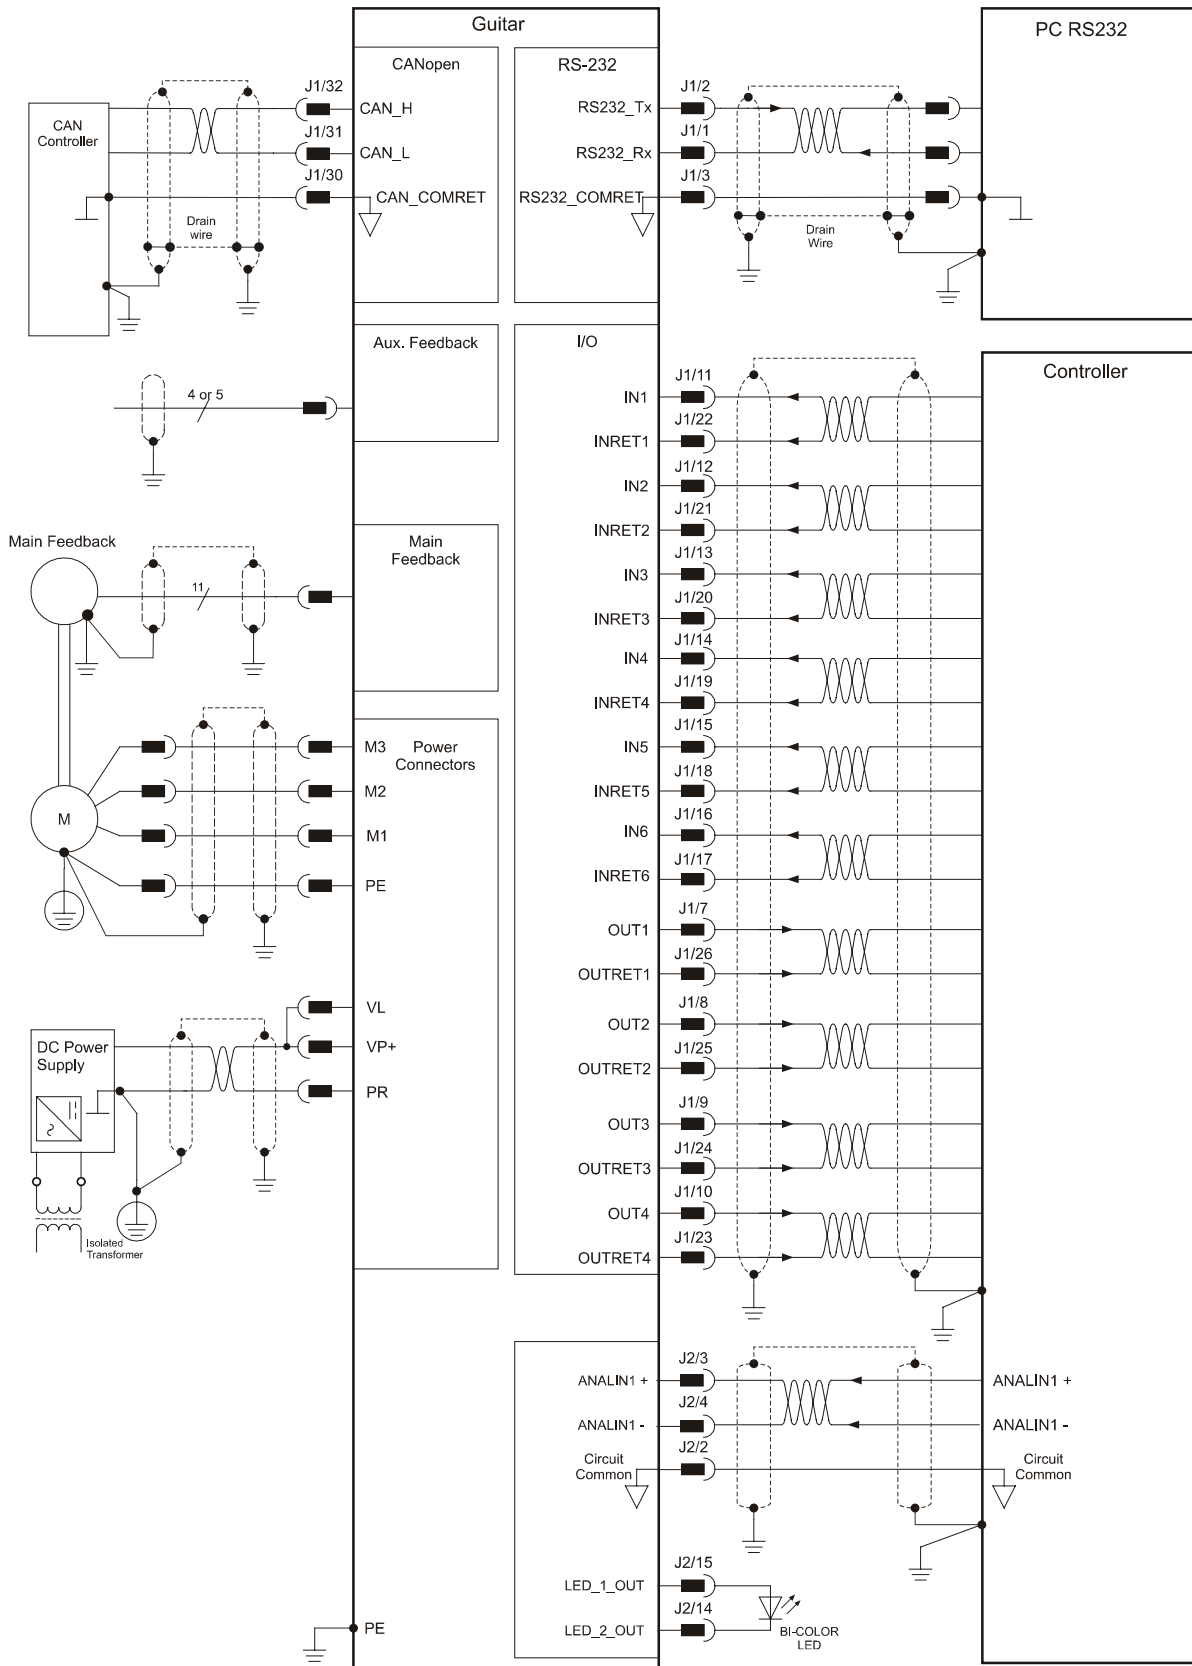 Guitar
PC RS232
CANopen
RS-232
J1/32
CAN_H
J1/31
CAN_L
J1/30
CAN_COMRET
CAN
Controller
Drain
wire
J1/2
RS232_Tx
J1/1
RS232_Rx
J1/3
RS232_COMRET
Drain
Wire
Aux. Feedback
4 or 5
Main Feedback
Main
Feedback
11
M3
Power
Connectors
M2
M1
M
PE
VL
VP+
PR
DC Power
Supply
Isolated
Transformer
PE
I/O
Controller
J1/11
IN1
J1/22
INRET1
J1/12
IN2
J1/21
INRET2
J1/13
IN3
J1/20
INRET3
J1/14
IN4
J1/19
INRET4
J1/15
IN5
J1/18
INRET5
J1/16
IN6
J1/17
INRET6
J1/7
OUT1
J1/26
OUTRET1
J1/8
OUT2
J1/25
OUTRET2
J1/9
OUT3
J1/24
OUTRET3
J1/10
OUT4
J1/23
OUTRET4
J2/3
ANALIN1 +
ANALIN1 +
J2/4
ANALIN1 -
ANALIN1 -
J2/2
Circuit
Common
Circuit
Common
J2/15
LED_1_OUT
J2/14
LED_2_OUT
BI-COLOR
LED